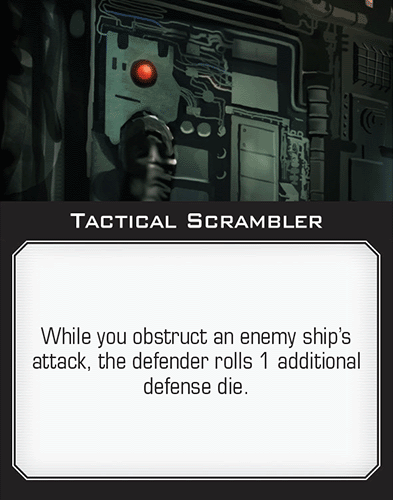 Tactical Scrambler
While you obstruct an enemy ship's
attack, the defender rolls 1 additional
defense die.